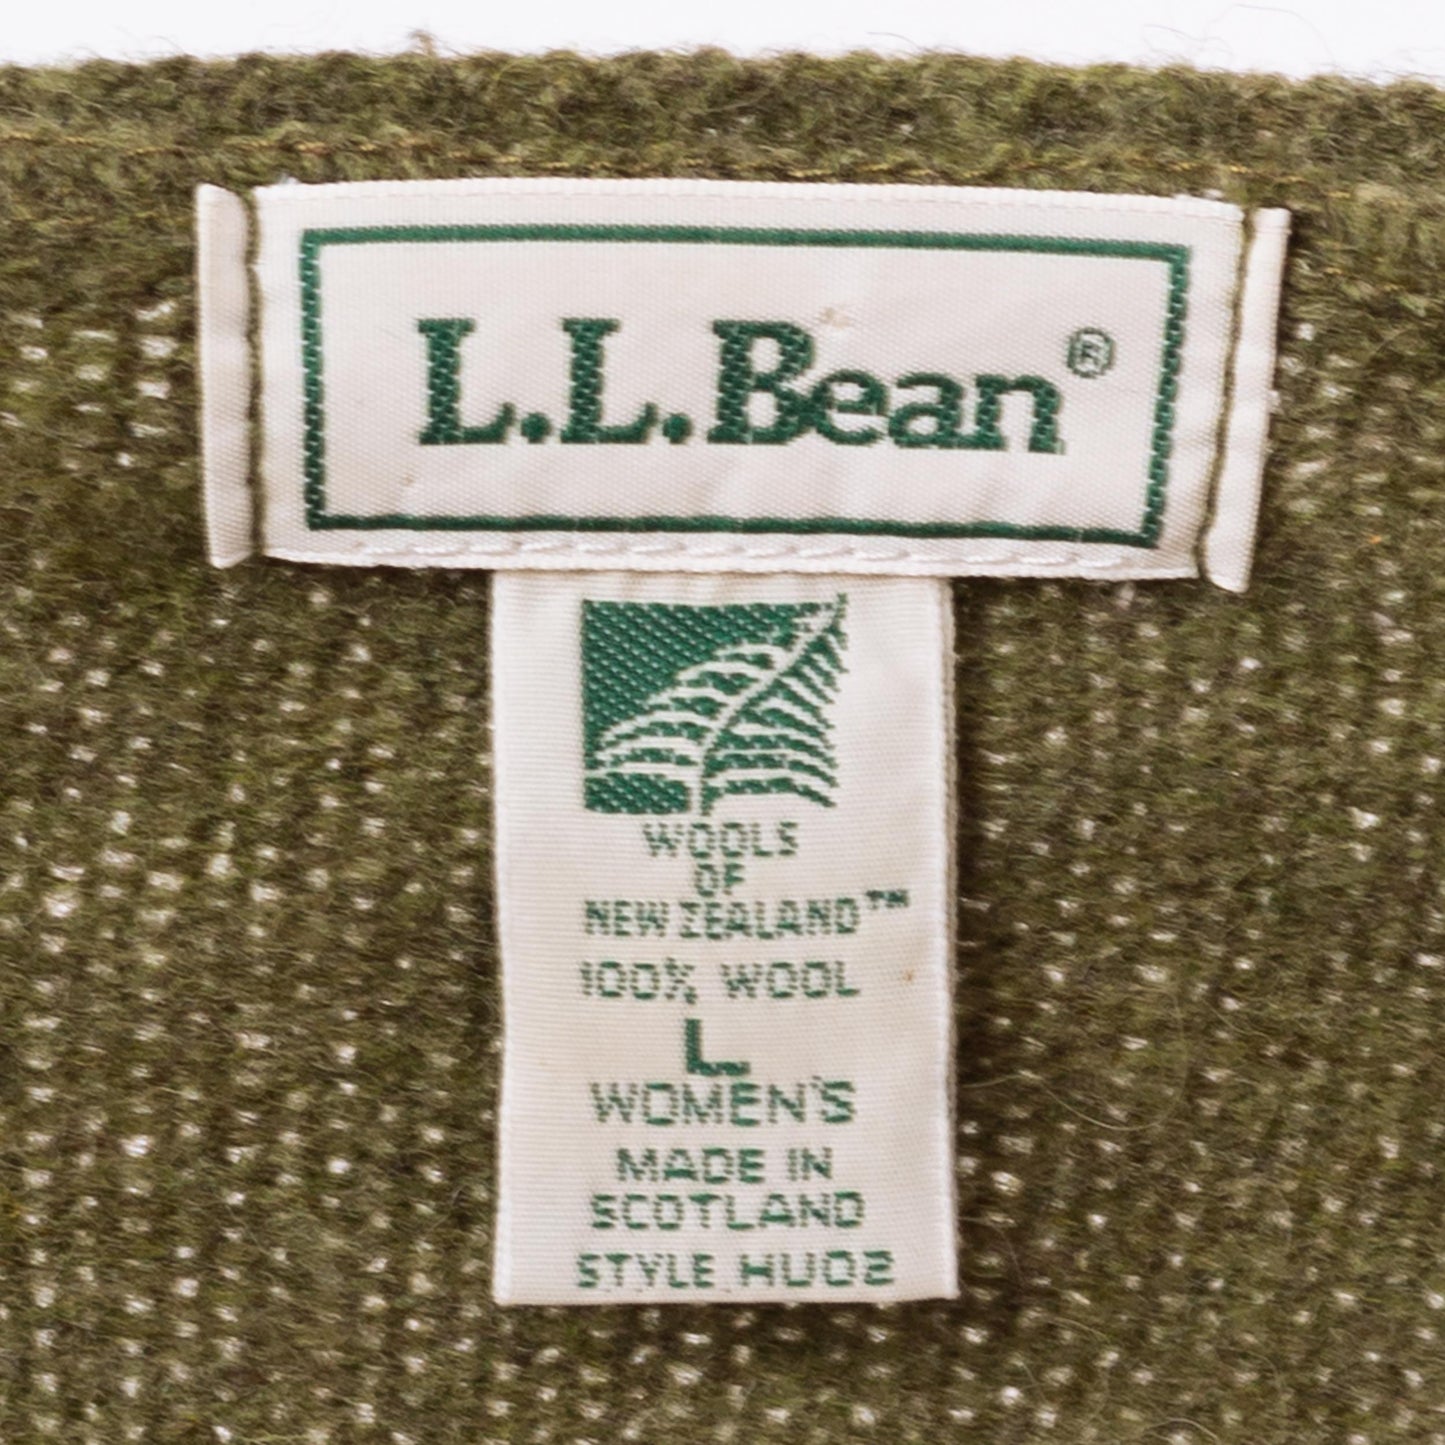 L.L.Bean®
WOOLS
OF
NEW ZEALAND™
100% WOOL
L
WOMEN'S
MADE IN
SCOTLAND
STYLE HU02